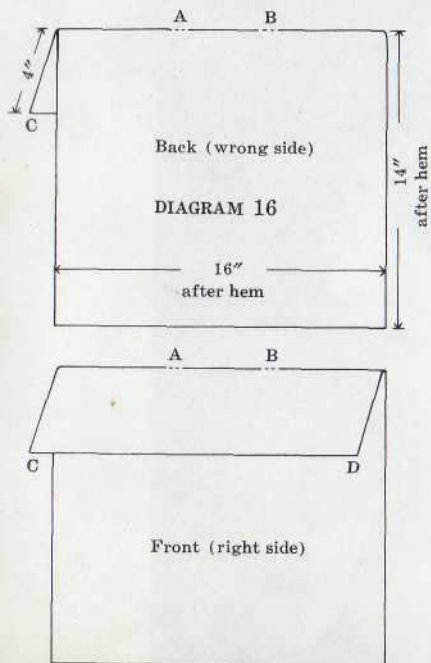 A B
4″
C
Back (wrong side)
DIAGRAM 16
14″
after hem
16″
after hem
A B
C D
Front (right side)